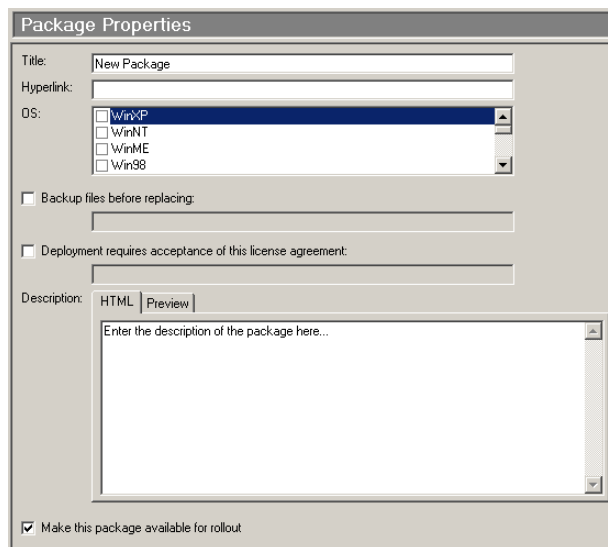 Package Properties
Title: New Package
Hyperlink:
OS: WinXP
WinNT
WinME
Win98
Backup files before replacing:
Deployment requires acceptance of this license agreement:
Description: HTML Preview
Enter the description of the package here...
Make this package available for rollout